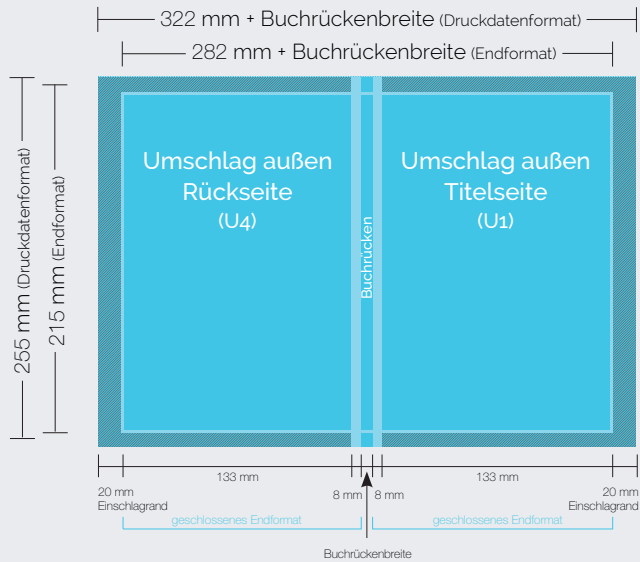 322 mm + Buchrückenbreite (Druckdatenformat)
282 mm + Buchrückenbreite (Endformat)
255 mm (Druckdatenformat)
215 mm (Endformat)
Umschlag außen
Rückseite
(U4)
Buchrücken
Umschlag außen
Titelseite
(U1)
133 mm
133 mm
20 mm
Einschlagrand
8 mm
8 mm
20 mm
Einschlagrand
geschlossenes Endformat
geschlossenes Endformat
Buchrückenbreite